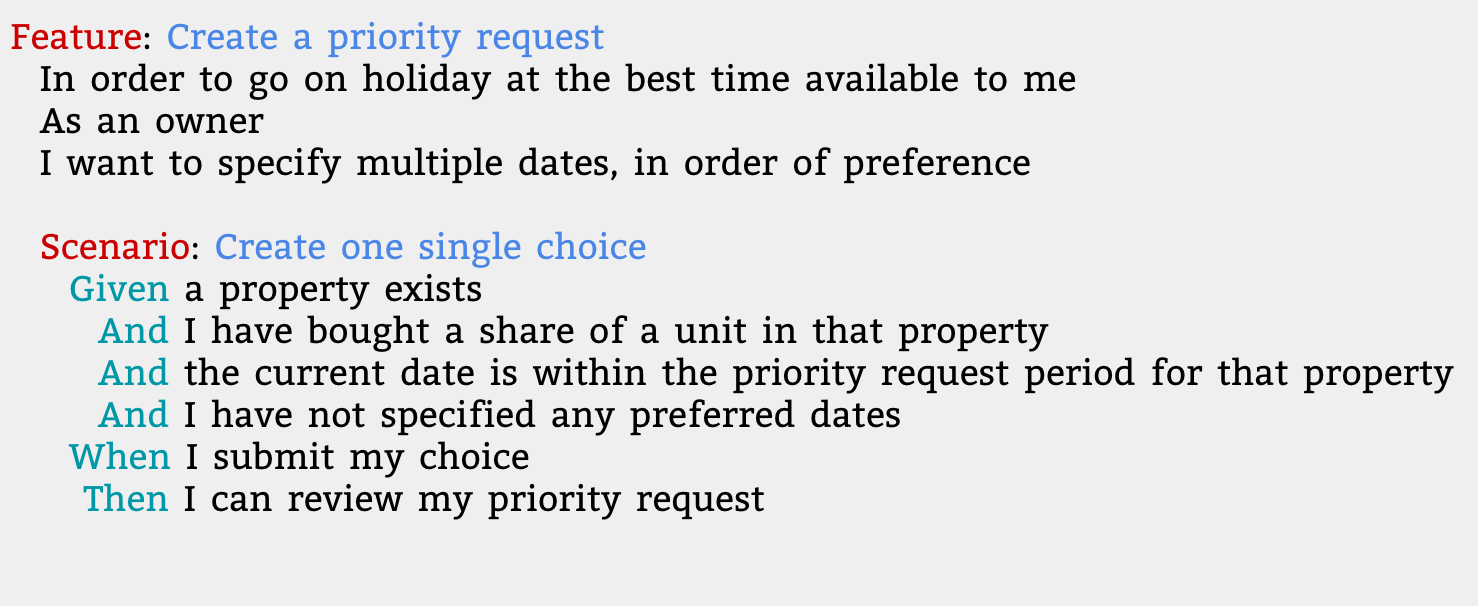 Feature: Create a priority request
In order to go on holiday at the best time available to me
As an owner
I want to specify multiple dates, in order of preference
Scenario: Create one single choice
Given a property exists
And I have bought a share of a unit in that property
And the current date is within the priority request period for that property
And I have not specified any preferred dates
When I submit my choice
Then I can review my priority request